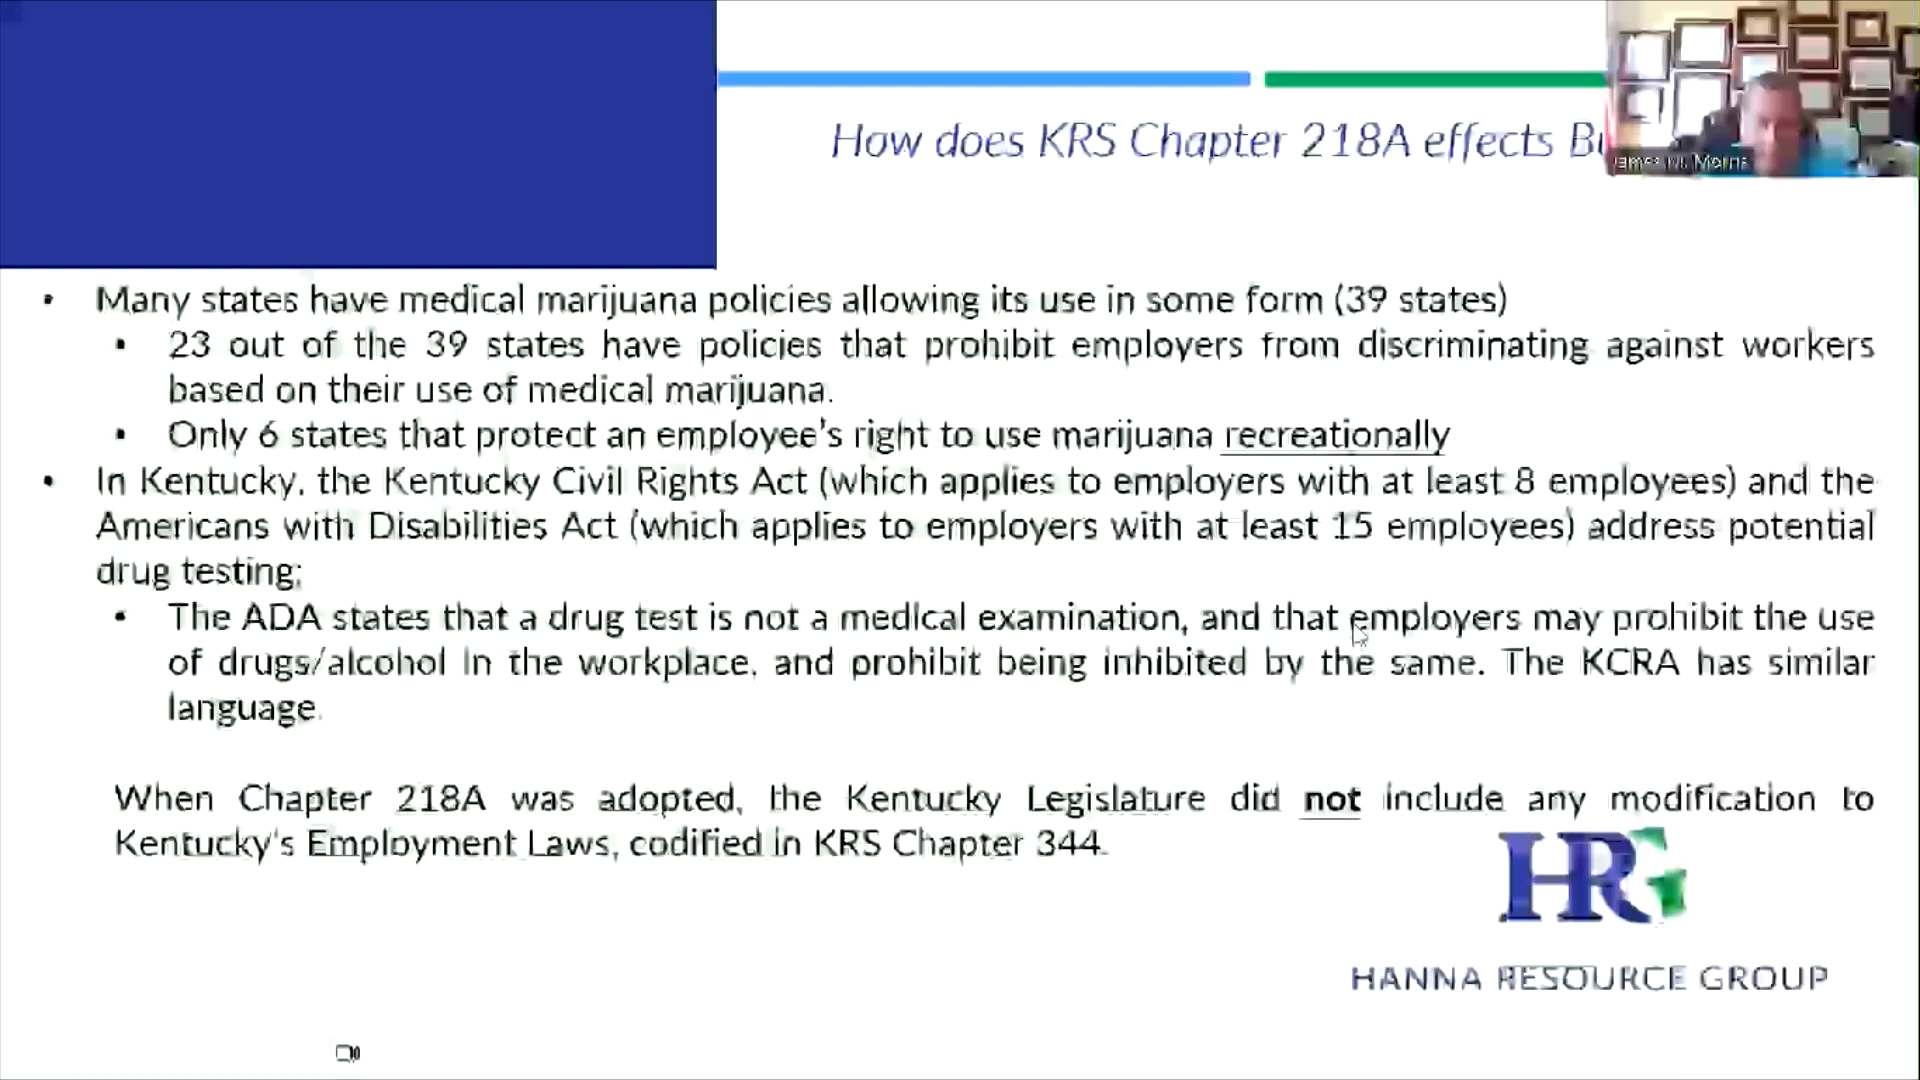 How does KRS Chapter 218A effects
James M. Morris
• Many states have medical marijuana policies allowing its use in some form (39 states)
• 23 out of the 39 states have policies that prohibit employers from discriminating against workers
based on their use of medical marijuana.
• Only 6 states that protect an employee's right to use marijuana recreationally
• In Kentucky, the Kentucky Civil Rights Act (which applies to employers with at least 8 employees) and the
Americans with Disabilities Act (which applies to employers with at least 15 employees) address potential
drug testing;
• The ADA states that a drug test is not a medical examination, and that employers may prohibit the use
of drugs/alcohol in the workplace, and prohibit being inhibited by the same. The KCRA has similar
language.
When Chapter 218A was adopted, the Kentucky Legislature did not include any modification to
Kentucky's Employment Laws, codified in KRS Chapter 344.
HRG
HANNA RESOURCE GROUP